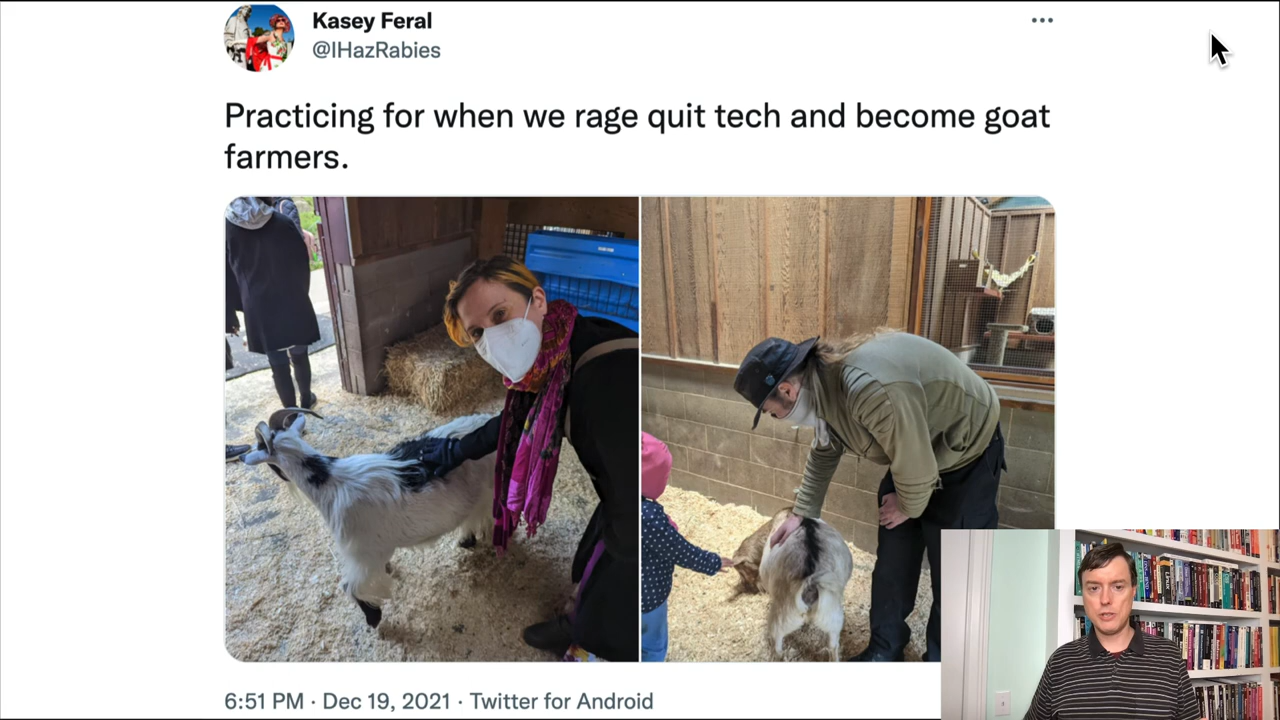 Kasey Feral
@IHazRabies
Practicing for when we rage quit tech and become goat
farmers.
6:51 PM · Dec 19, 2021 · Twitter for Android